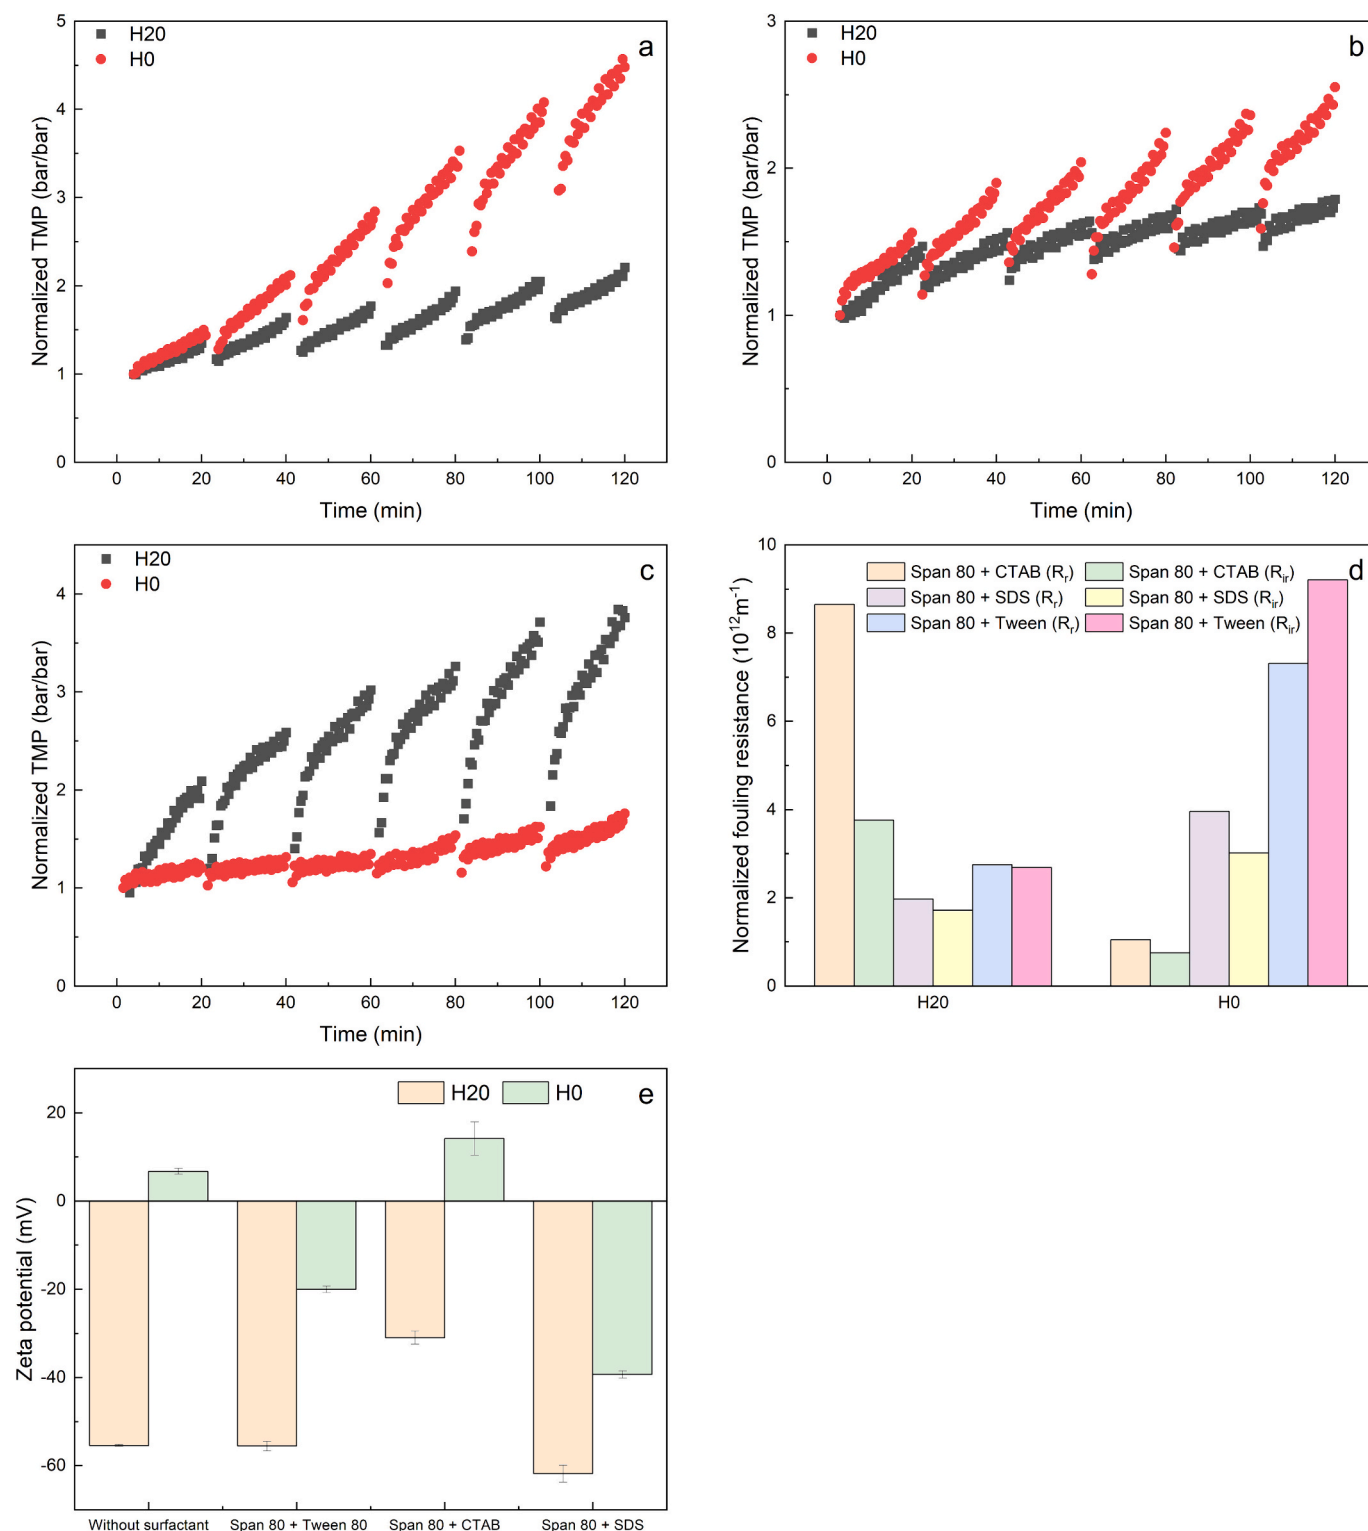 a
H20
H0
Normalized TMP (bar/bar)
5
4
3
2
1
0
0 20 40 60 80 100 120
Time (min)
b
H20
H0
Normalized TMP (bar/bar)
3
2
1
0
0 20 40 60 80 100 120
Time (min)
c
H20
H0
Normalized TMP (bar/bar)
4
3
2
1
0
0 20 40 60 80 100 120
Time (min)
d
Span 80 + CTAB (Rr) Span 80 + CTAB (Rir)
Span 80 + SDS (Rr) Span 80 + SDS (Rir)
Span 80 + Tween (Rr) Span 80 + Tween (Rir)
Normalized fouling resistance (10¹²m⁻¹)
10
8
6
4
2
0
H20 H0
e
H20 H0
Zeta potential (mV)
20
0
-20
-40
-60
Without surfactant Span 80 + Tween 80 Span 80 + CTAB Span 80 + SDS